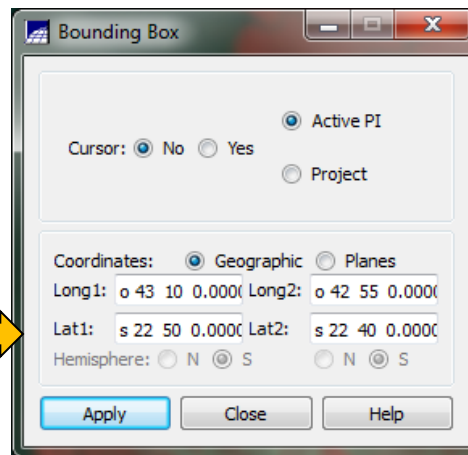 Bounding Box
Active PI
Cursor: No Yes
Project
Coordinates: Geographic Planes
Long1: o 43 10 0.0000 Long2: o 42 55 0.0000
Lat1: s 22 50 0.0000 Lat2: s 22 40 0.0000
Hemisphere: N S N S
Apply Close Help